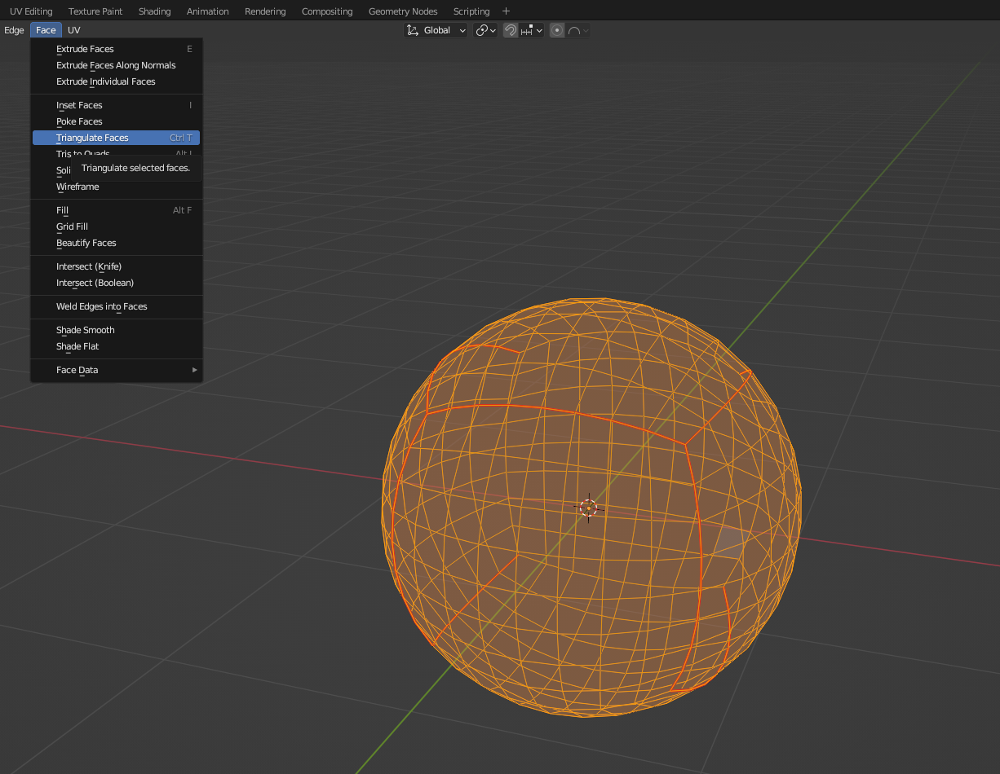 UV Editing Texture Paint Shading Animation Rendering Compositing Geometry Nodes Scripting +
Edge Face UV Global
Extrude Faces E
Extrude Faces Along Normals
Extrude Individual Faces
Inset Faces I
Poke Faces
Triangulate Faces Ctrl T
Tris to Quads Alt J
Soli
Triangulate selected faces.
Wireframe
Fill Alt F
Grid Fill
Beautify Faces
Intersect (Knife)
Intersect (Boolean)
Weld Edges into Faces
Shade Smooth
Shade Flat
Face Data